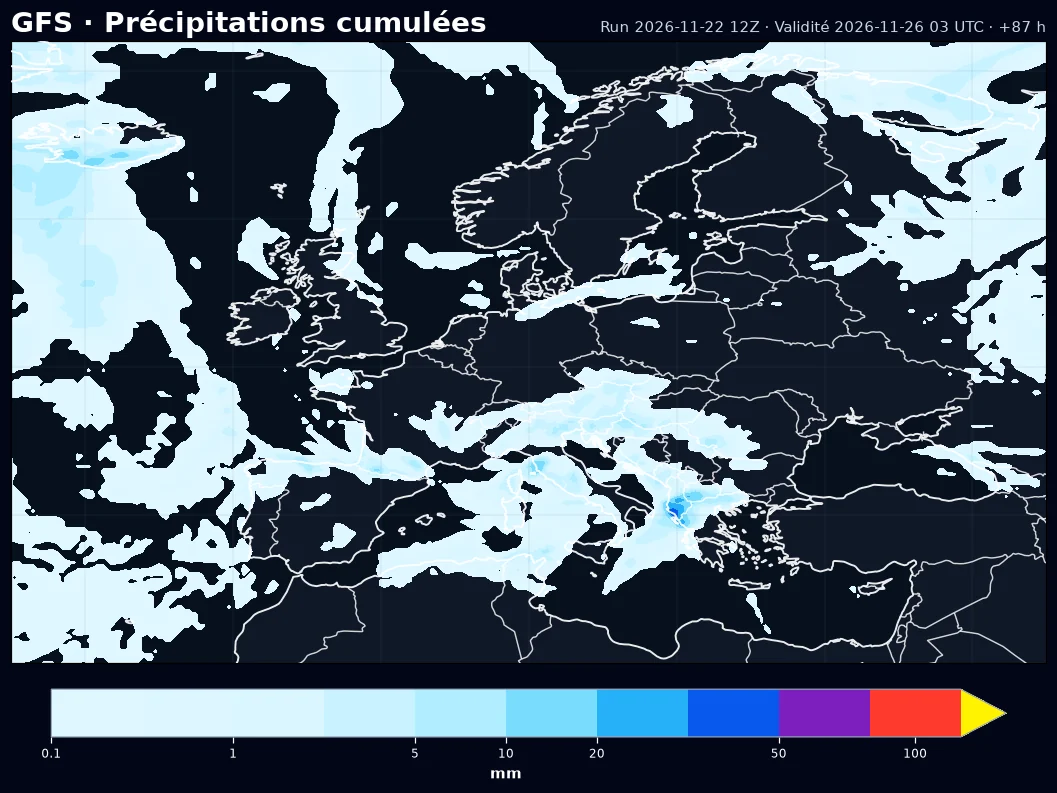 GFS · Précipitations cumulées
Run 2026-11-22 12Z · Validité 2026-11-26 03 UTC · +87 h
0.1 1 5 10 20 50 100
mm